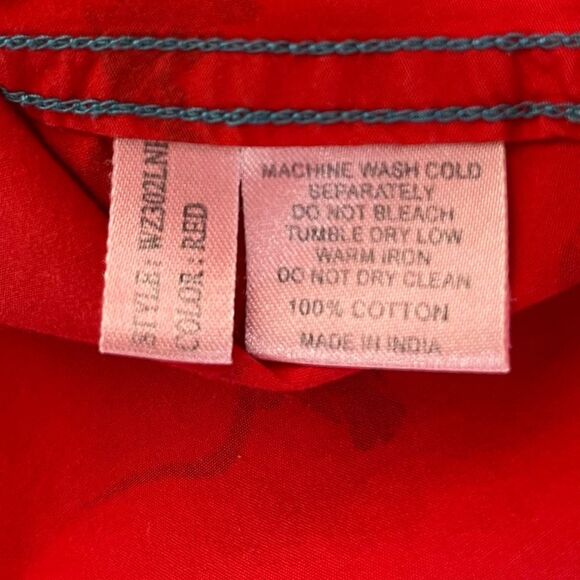 STYLE : WZ302LNE
COLOR : RED
MACHINE WASH COLD
SEPARATELY
DO NOT BLEACH
TUMBLE DRY LOW
WARM IRON
DO NOT DRY CLEAN
100% COTTON
MADE IN INDIA